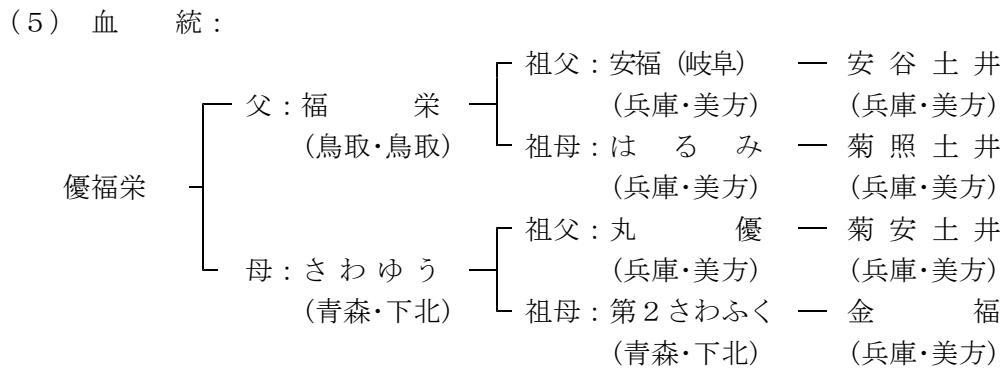 (5) 血 統:
祖父:安福(岐阜) 安谷土井
父:福 栄 (兵庫・美方) (兵庫・美方)
(鳥取・鳥取) 祖母:はるみ 菊照土井
優福栄 (兵庫・美方) (兵庫・美方)
祖父:丸 優 菊安土井
母:さわゆう (兵庫・美方) (兵庫・美方)
(青森・下北) 祖母:第2さわふく 金 福
(青森・下北) (兵庫・美方)